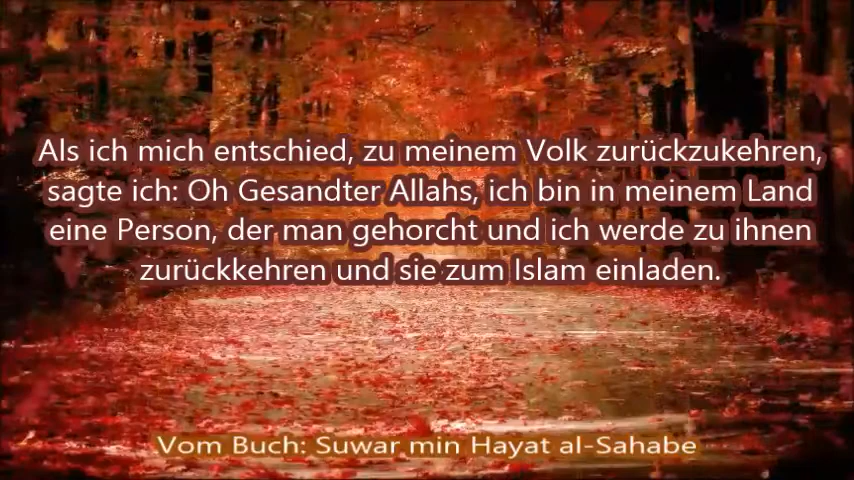 Als ich mich entschied, zu meinem Volk zurückzukehren,
sagte ich: Oh Gesandter Allahs, ich bin in meinem Land
eine Person, der man gehorcht und ich werde zu ihnen
zurückkehren und sie zum Islam einladen.
Vom Buch: Suwar min Hayat al-Sahabe